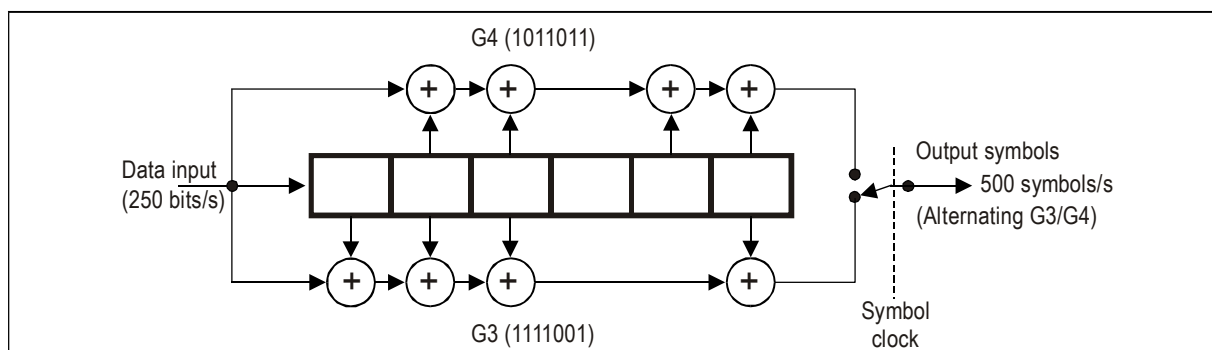 G4 (1011011)
+ + + +
Data input
(250 bits/s)
Output symbols
500 symbols/s
(Alternating G3/G4)
+ + + +
G3 (1111001)
Symbol
clock